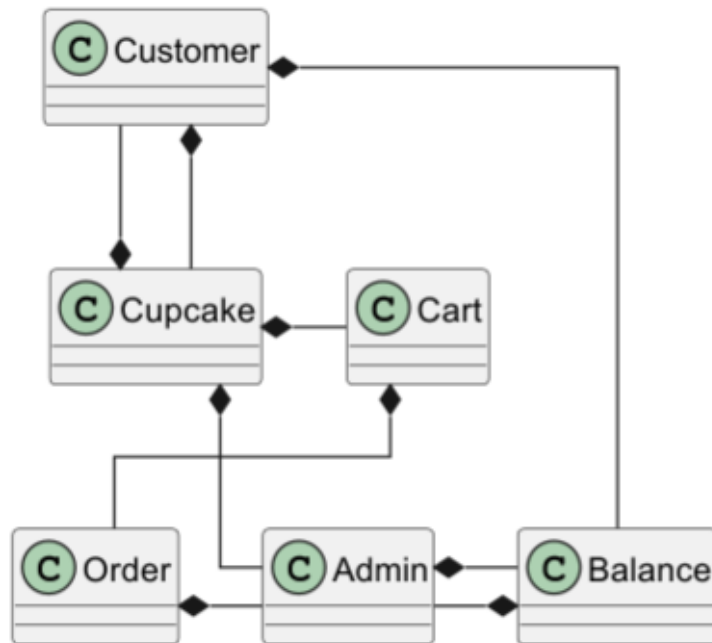 C Customer
C Cupcake
C Cart
C Order
C Admin
C Balance